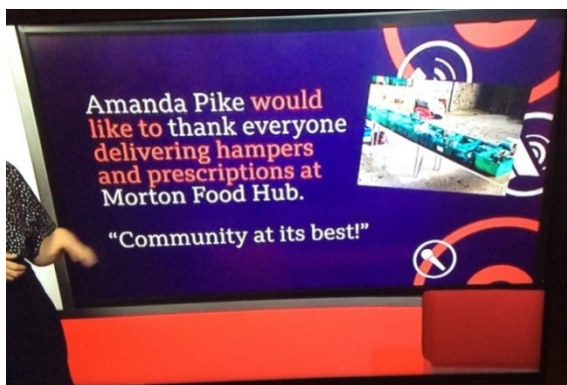 Amanda Pike would
like to thank everyone
delivering hampers
and prescriptions at
Morton Food Hub.
“Community at its best!”